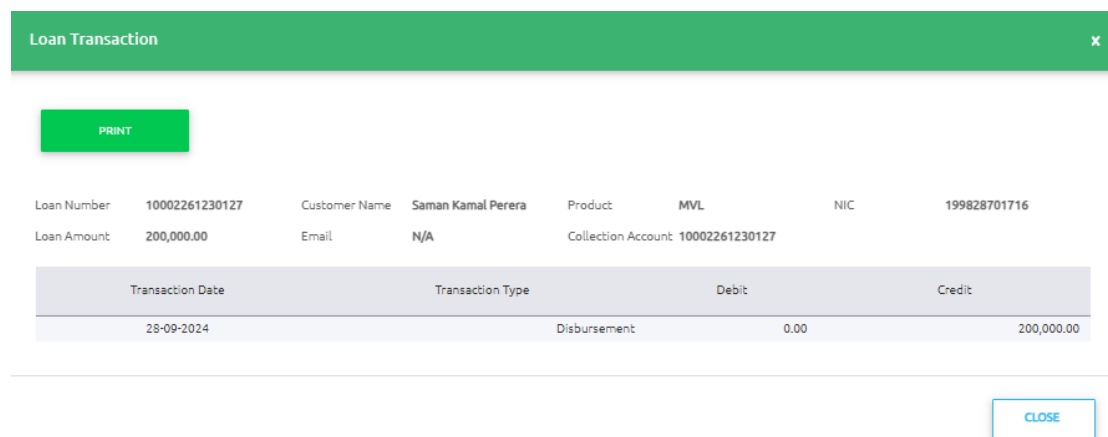 Loan Transaction x
PRINT
Loan Number 10002261230127 Customer Name Saman Kamal Perera Product MVL NIC 199828701716
Loan Amount 200,000.00 Email N/A Collection Account 10002261230127
Transaction Date Transaction Type Debit Credit
28-09-2024 Disbursement 0.00 200,000.00
CLOSE